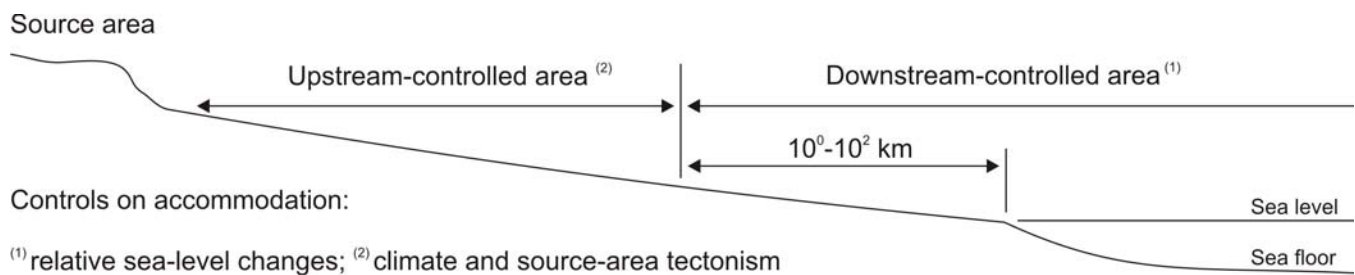 Source area
Upstream-controlled area (2)
Downstream-controlled area (1)
10⁰-10² km
Controls on accommodation:
Sea level
(1) relative sea-level changes; (2) climate and source-area tectonism
Sea floor